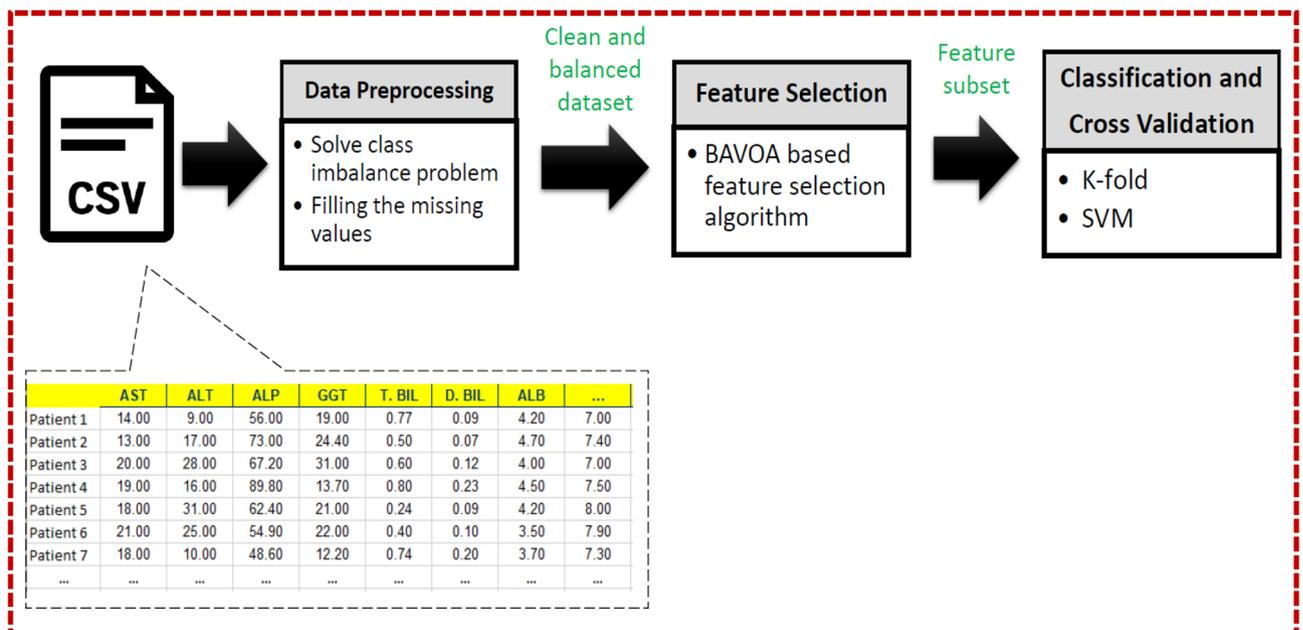 CSV
Data Preprocessing
• Solve class
imbalance problem
• Filling the missing
values
Clean and
balanced
dataset
Feature Selection
• BAVOA based
feature selection
algorithm
Feature
subset
Classification and
Cross Validation
• K-fold
• SVM
AST ALT ALP GGT T. BIL D. BIL ALB ...
Patient 1 14.00 9.00 56.00 19.00 0.77 0.09 4.20 7.00
Patient 2 13.00 17.00 73.00 24.40 0.50 0.07 4.70 7.40
Patient 3 20.00 28.00 67.20 31.00 0.60 0.12 4.00 7.00
Patient 4 19.00 16.00 89.80 13.70 0.80 0.23 4.50 7.50
Patient 5 18.00 31.00 62.40 21.00 0.24 0.09 4.20 8.00
Patient 6 21.00 25.00 54.90 22.00 0.40 0.10 3.50 7.90
Patient 7 18.00 10.00 48.60 12.20 0.74 0.20 3.70 7.30
... ... ... ... ... ... ... ... ...